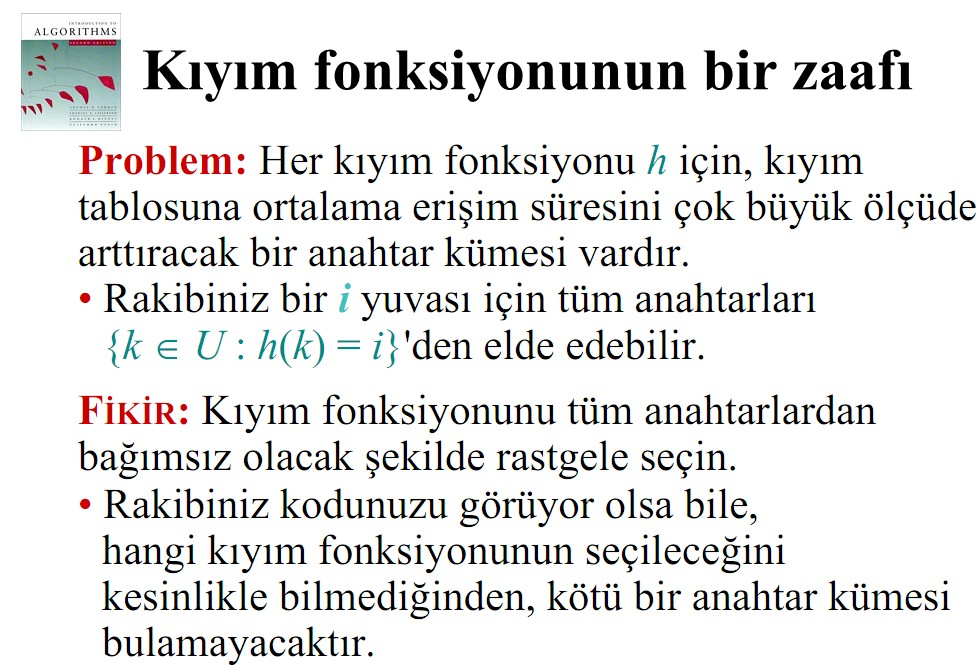 INTRODUCTION TO
ALGORITHMS
SECOND EDITION
Kıyım fonksiyonunun bir zaafı
Problem: Her kıyım fonksiyonu h için, kıyım
tablosuna ortalama erişim süresini çok büyük ölçüde
arttıracak bir anahtar kümesi vardır.
• Rakibiniz bir i yuvası için tüm anahtarları
{k ∈ U : h(k) = i}'den elde edebilir.
FİKİR: Kıyım fonksiyonunu tüm anahtarlardan
bağımsız olacak şekilde rastgele seçin.
• Rakibiniz kodunuzu görüyor olsa bile,
hangi kıyım fonksiyonunun seçileceğini
kesinlikle bilmediğinden, kötü bir anahtar kümesi
bulamayacaktır.